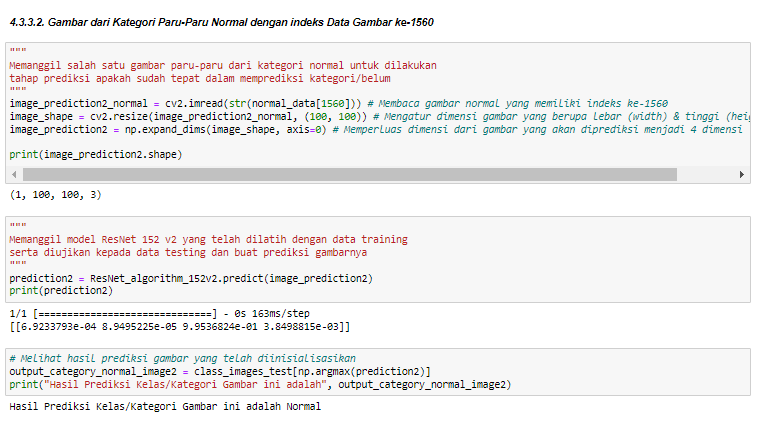 4.3.3.2. Gambar dari Kategori Paru-Paru Normal dengan indeks Data Gambar ke-1560
"""
Memanggil salah satu gambar paru-paru dari kategori normal untuk dilakukan
tahap prediksi apakah sudah tepat dalam memprediksi kategori/belum
"""
image_prediction2_normal = cv2.imread(str(normal_data[1560])) # Membaca gambar normal yang memiliki indeks ke-1560
image_shape = cv2.resize(image_prediction2_normal, (100, 100)) # Mengatur dimensi gambar yang berupa lebar (width) & tinggi (heig
image_prediction2 = np.expand_dims(image_shape, axis=0) # Memperluas dimensi dari gambar yang akan diprediksi menjadi 4 dimensi
print(image_prediction2.shape)
(1, 100, 100, 3)
"""
Memanggil model ResNet 152 v2 yang telah dilatih dengan data training
serta diujikan kepada data testing dan buat prediksi gambarnya
"""
prediction2 = ResNet_algorithm_152v2.predict(image_prediction2)
print(prediction2)
1/1 [==============================] - 0s 163ms/step
[[6.9233793e-04 8.9495225e-05 9.9536824e-01 3.8498815e-03]]
# Melihat hasil prediksi gambar yang telah diinisialisasikan
output_category_normal_image2 = class_images_test[np.argmax(prediction2)]
print("Hasil Prediksi Kelas/Kategori Gambar ini adalah", output_category_normal_image2)
Hasil Prediksi Kelas/Kategori Gambar ini adalah Normal